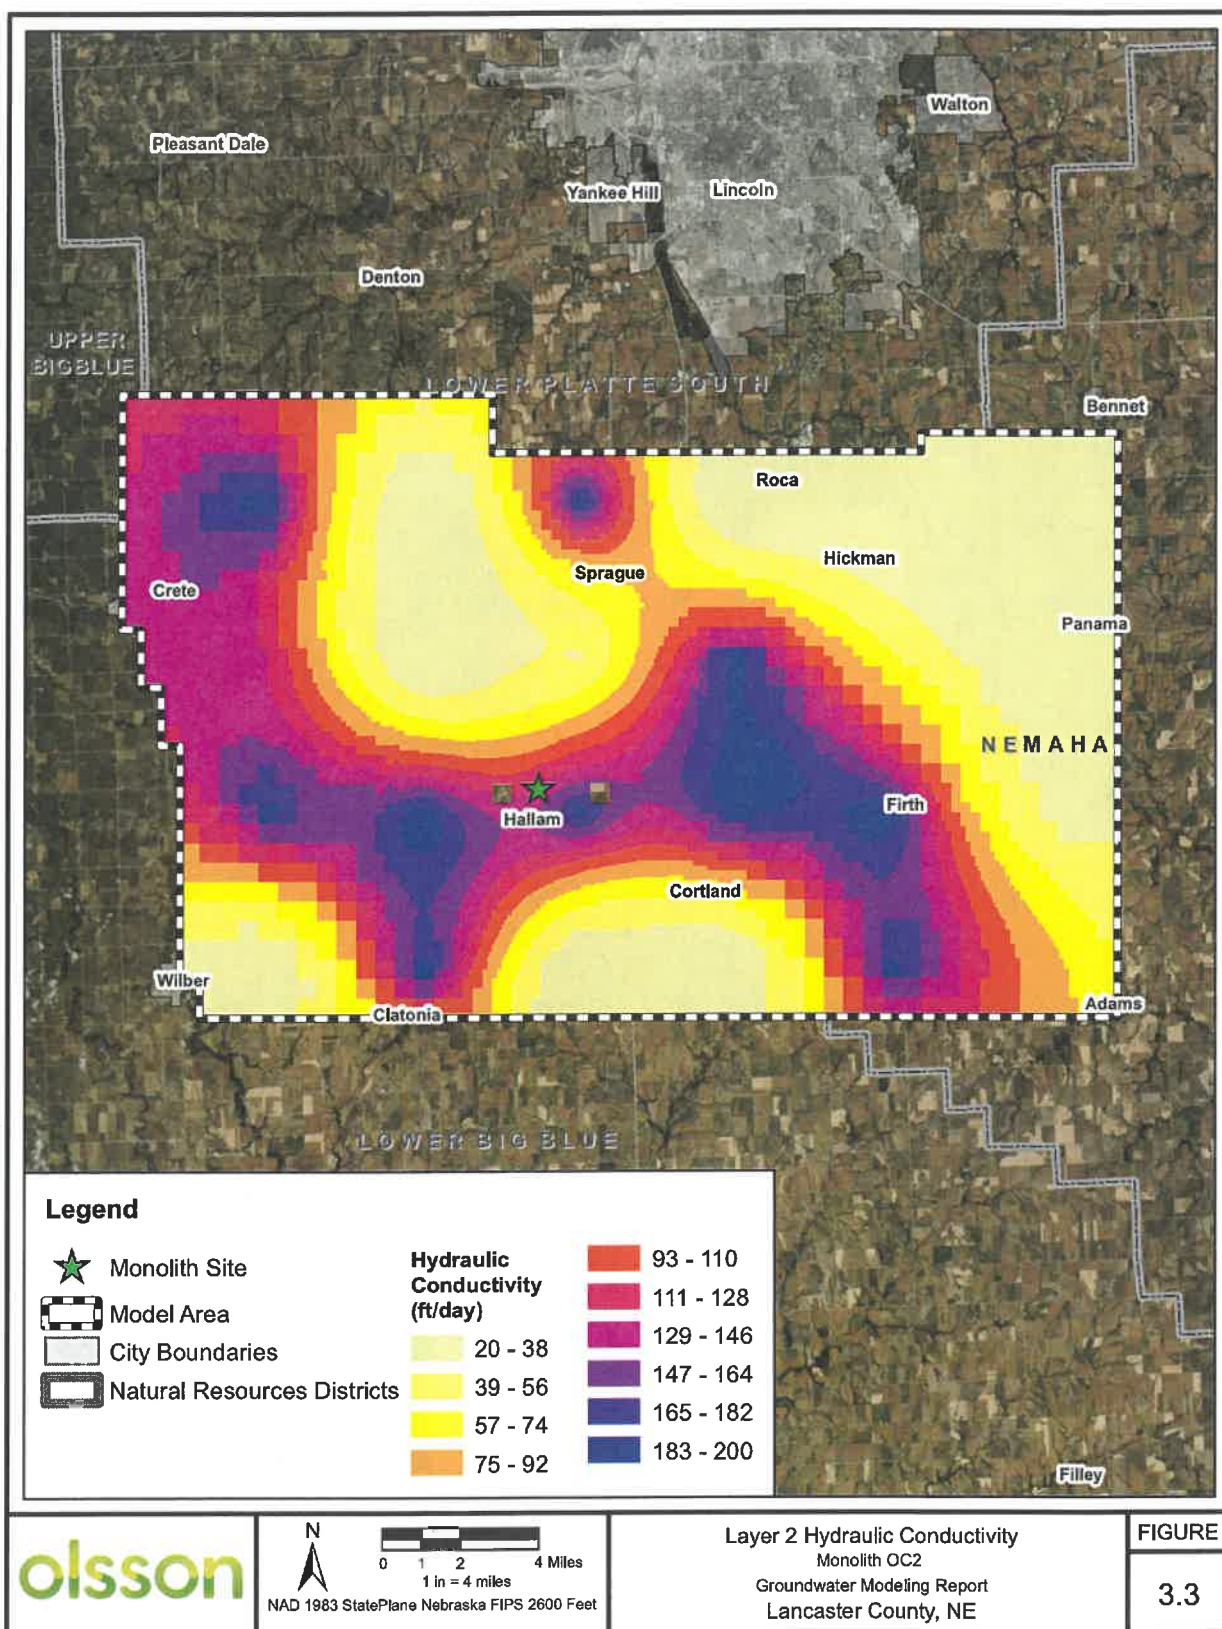 Pleasant Dale
Walton
Yankee Hill
Lincoln
Denton
UPPER
BIG BLUE
LOWER PLATTE SOUTH
Bennet
Roca
Hickman
Sprague
Crete
Panama
NEMAHA
Hallam
Firth
Cortland
Wilber
Clatonia
Adams
LOWER BIG BLUE
Filley
Legend
Monolith Site
Model Area
City Boundaries
Natural Resources Districts
Hydraulic
Conductivity
(ft/day)
20 - 38
39 - 56
57 - 74
75 - 92
93 - 110
111 - 128
129 - 146
147 - 164
165 - 182
183 - 200
olsson
N
0 1 2 4 Miles
1 in = 4 miles
NAD 1983 StatePlane Nebraska FIPS 2600 Feet
Layer 2 Hydraulic Conductivity
Monolith OC2
Groundwater Modeling Report
Lancaster County, NE
FIGURE
3.3